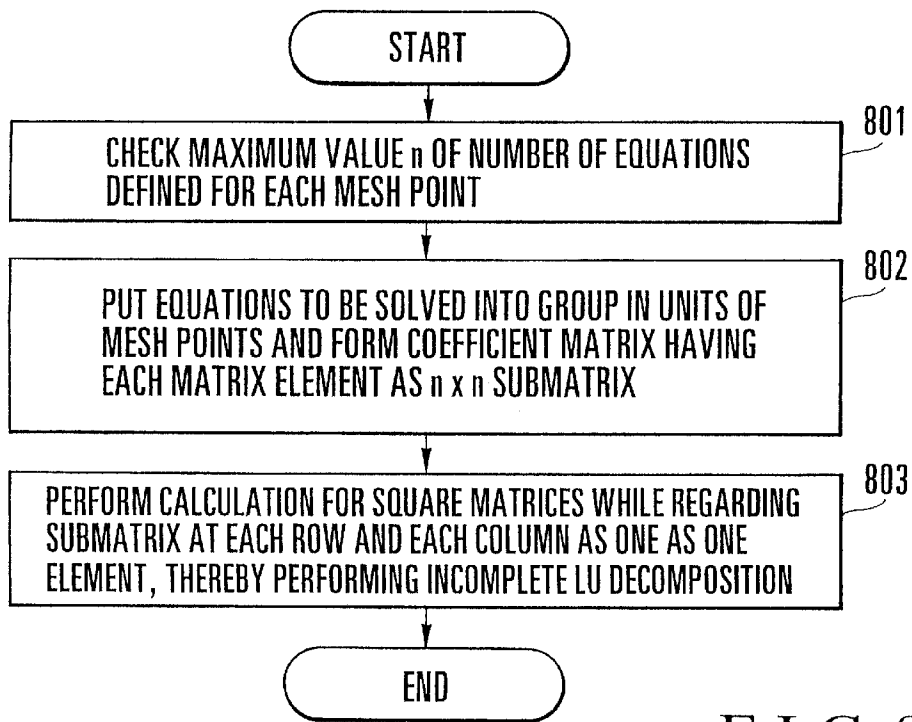 START
801
CHECK MAXIMUM VALUE n OF NUMBER OF EQUATIONS
DEFINED FOR EACH MESH POINT
802
PUT EQUATIONS TO BE SOLVED INTO GROUP IN UNITS OF
MESH POINTS AND FORM COEFFICIENT MATRIX HAVING
EACH MATRIX ELEMENT AS n x n SUBMATRIX
803
PERFORM CALCULATION FOR SQUARE MATRICES WHILE REGARDING
SUBMATRIX AT EACH ROW AND EACH COLUMN AS ONE AS ONE
ELEMENT, THEREBY PERFORMING INCOMPLETE LU DECOMPOSITION
END